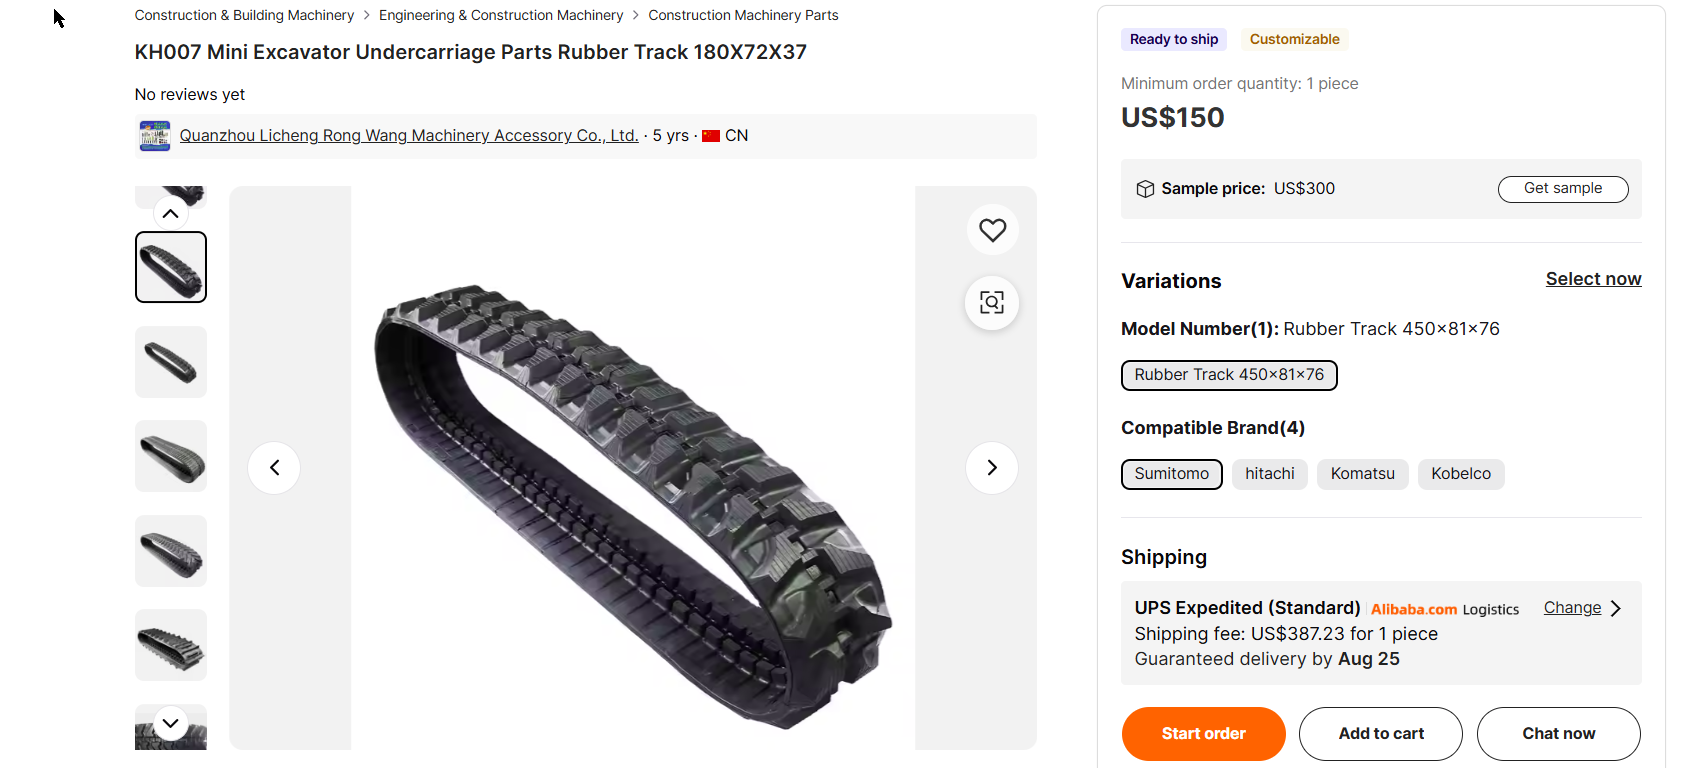 Construction & Building Machinery > Engineering & Construction Machinery > Construction Machinery Parts
KH007 Mini Excavator Undercarriage Parts Rubber Track 180X72X37
No reviews yet
Quanzhou Licheng Rong Wang Machinery Accessory Co., Ltd. · 5 yrs · CN
Ready to ship
Customizable
Minimum order quantity: 1 piece
US$150
Sample price: US$300
Get sample
Variations
Select now
Model Number(1): Rubber Track 450×81×76
Rubber Track 450×81×76
Compatible Brand(4)
Sumitomo hitachi Komatsu Kobelco
Shipping
UPS Expedited (Standard) | Alibaba.com Logistics
Change >
Shipping fee: US$387.23 for 1 piece
Guaranteed delivery by Aug 25
Start order
Add to cart
Chat now